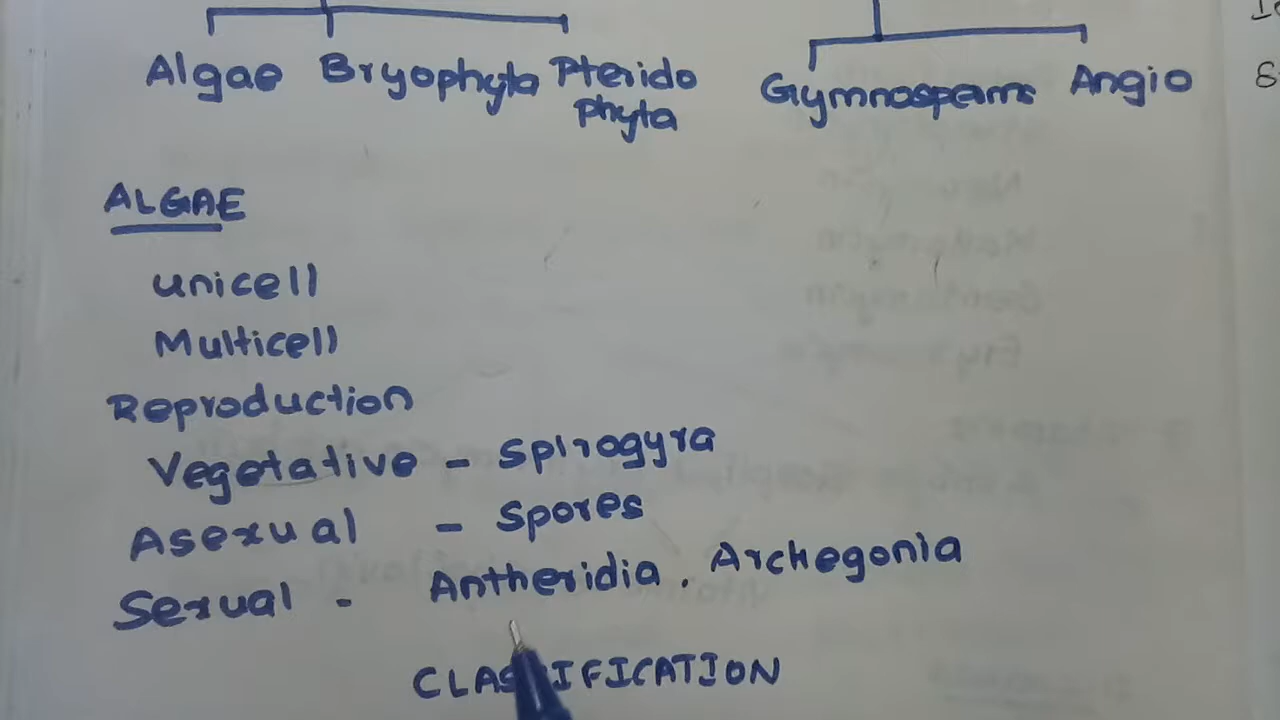 Algae Bryophyta Pterido phyta Gymnosperms Angio
ALGAE
unicell
Multicell
Reproduction
Vegetative - Spirogyra
Asexual - Spores
Sexual - Antheridia, Archegonia
CLASSIFICATION